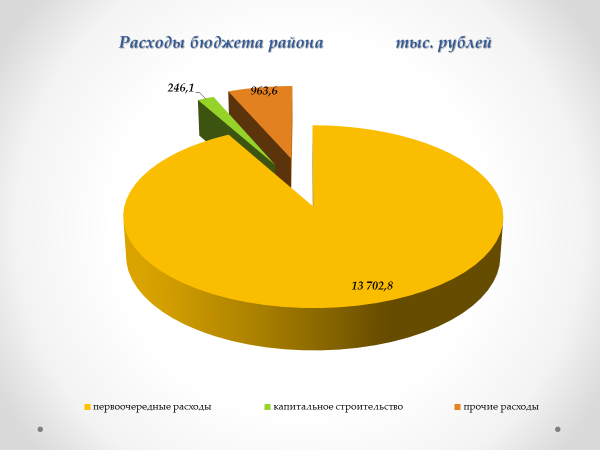 Расходы бюджета района тыс. рублей
246,1
963,6
13 702,8
первоочередные расходы
капитальное строительство
прочие расходы